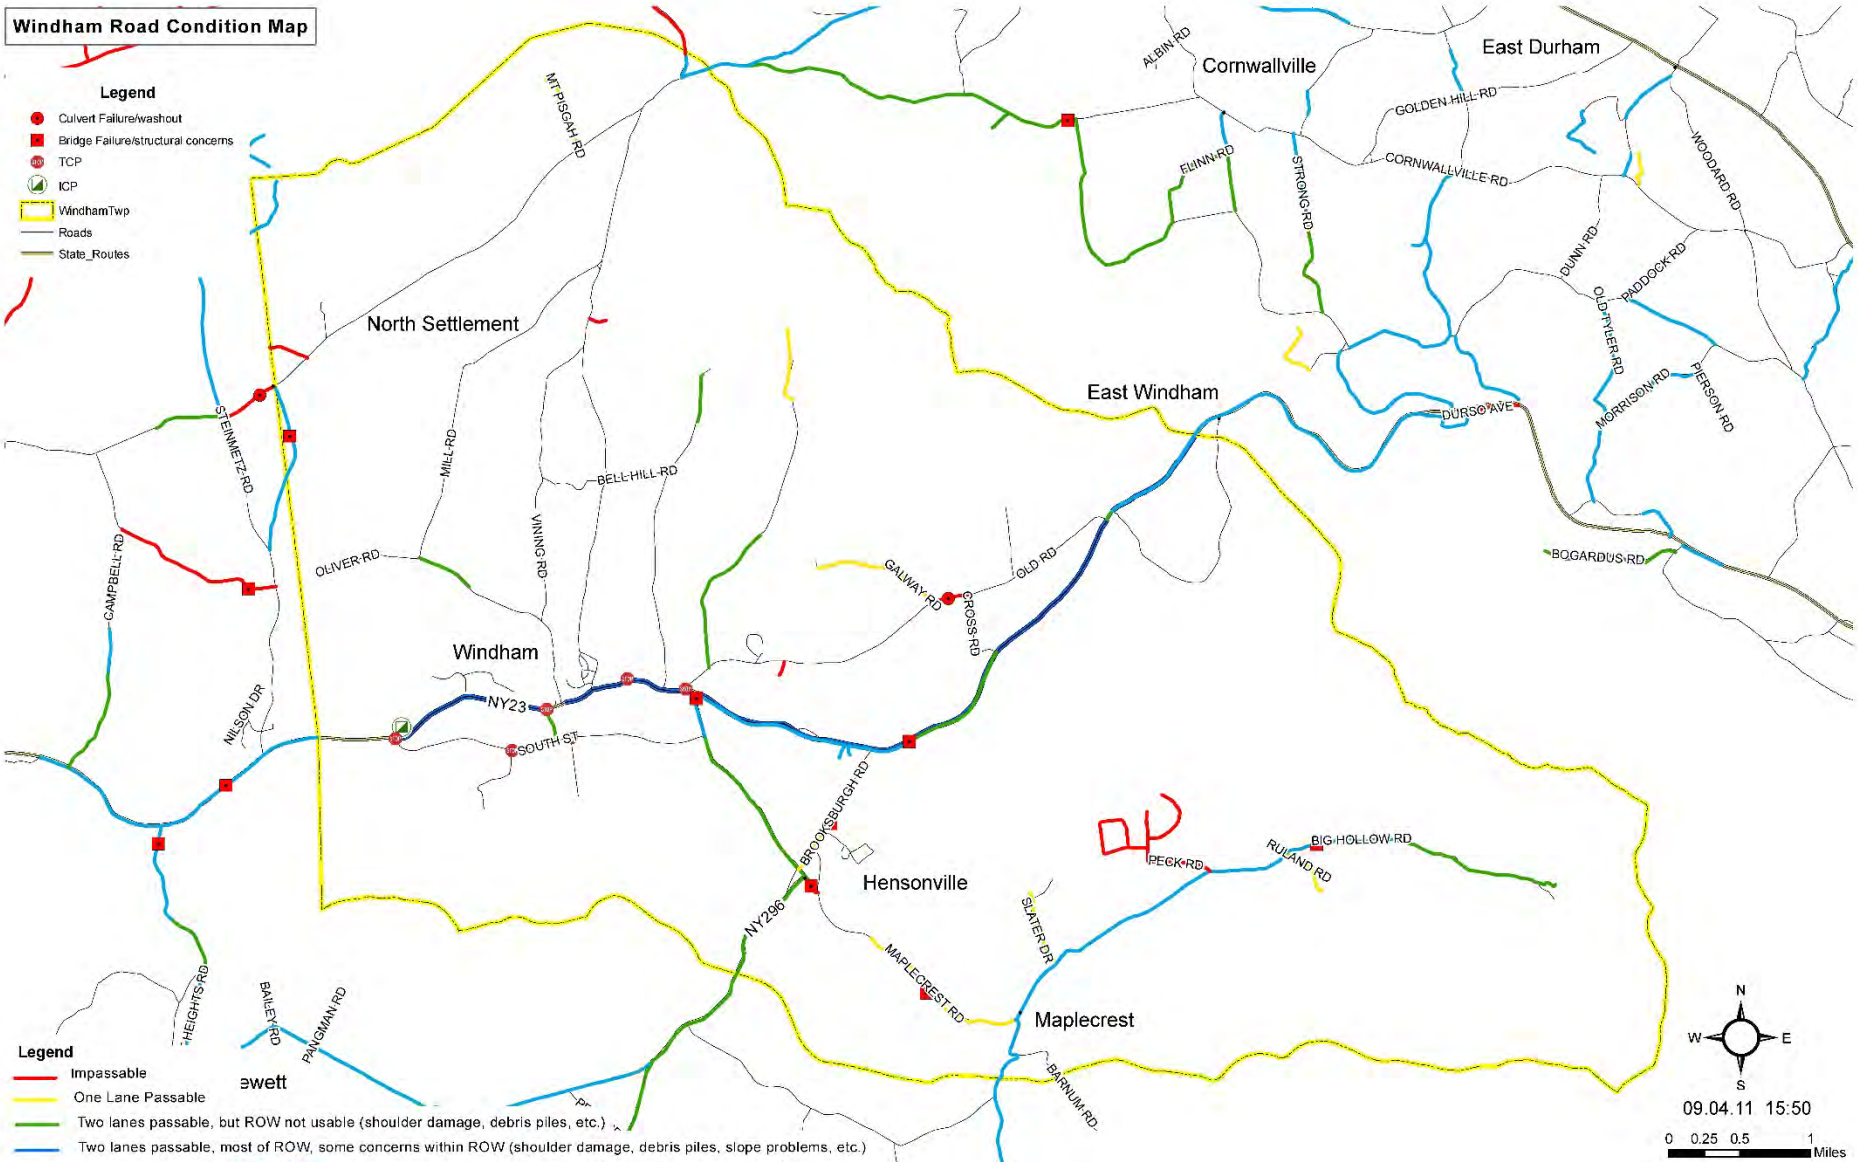 Windham Road Condition Map
Legend
Culvert Failure/washout
Bridge Failure/structural concerns
TCP
ICP
WindhamTwp
Roads
State_Routes
MT PISGAH RD
ALBIN RD
Cornwallville
East Durham
GOLDEN HILL RD
CORNWALLVILLE RD
FLINN RD
STRONG RD
WOODARD RD
DUNN RD
PADDOCK RD
OLD TYLER RD
MORRISON RD
PIERSON RD
North Settlement
East Windham
DURSO AVE
STEINMETZ RD
MILL RD
BELL HILL RD
VINING RD
OLIVER RD
CAMPBELL RD
GALWAY RD
CROSS RD
OLD RD
BOGARDUS RD
Windham
NY23
NILSON DR
SOUTH ST
BROOKSBURGH RD
Hensonville
PECK RD
RULAND RD
BIG HOLLOW RD
SLATER DR
NY296
MAPLECREST RD
Maplecrest
BARNUM RD
HEIGHTS RD
BAILEY RD
PANGMAN RD
ewett
Legend
Impassable
One Lane Passable
Two lanes passable, but ROW not usable (shoulder damage, debris piles, etc.)
Two lanes passable, most of ROW, some concerns within ROW (shoulder damage, debris piles, slope problems, etc.)
N
W E
S
09.04.11 15:50
0 0.25 0.5 1
Miles